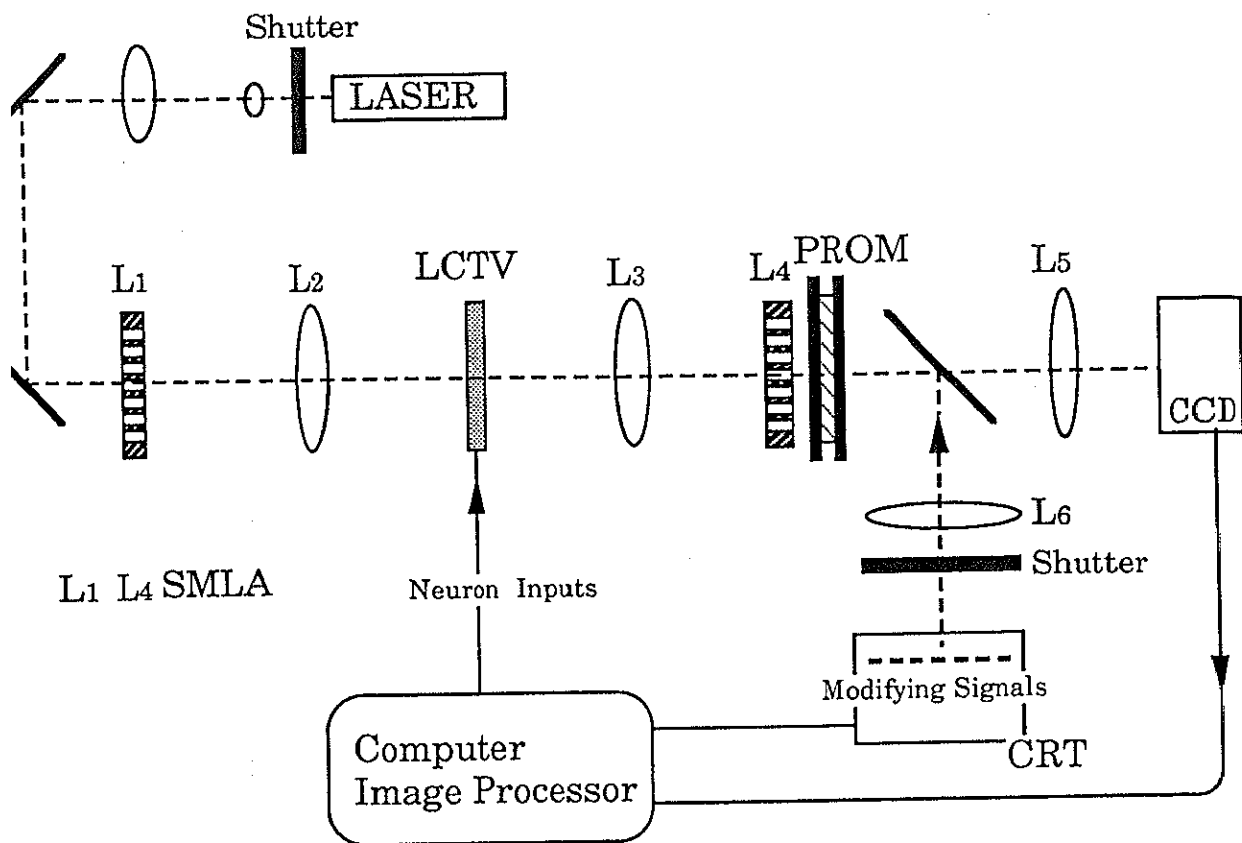 Shutter
LASER
L1
L2
LCTV
L3
L4
PROM
L5
CCD
L6
Shutter
L1 L4 SMLA
Neuron Inputs
Modifying Signals
CRT
Computer
Image Processor